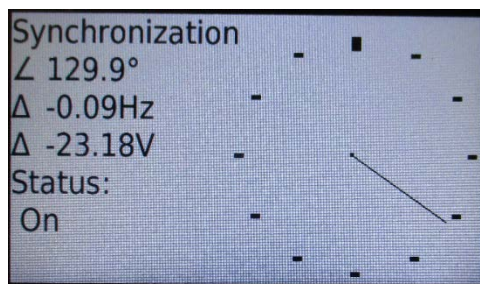 Synchronization
∠ 129.9°
Δ -0.09Hz
Δ -23.18V
Status:
On